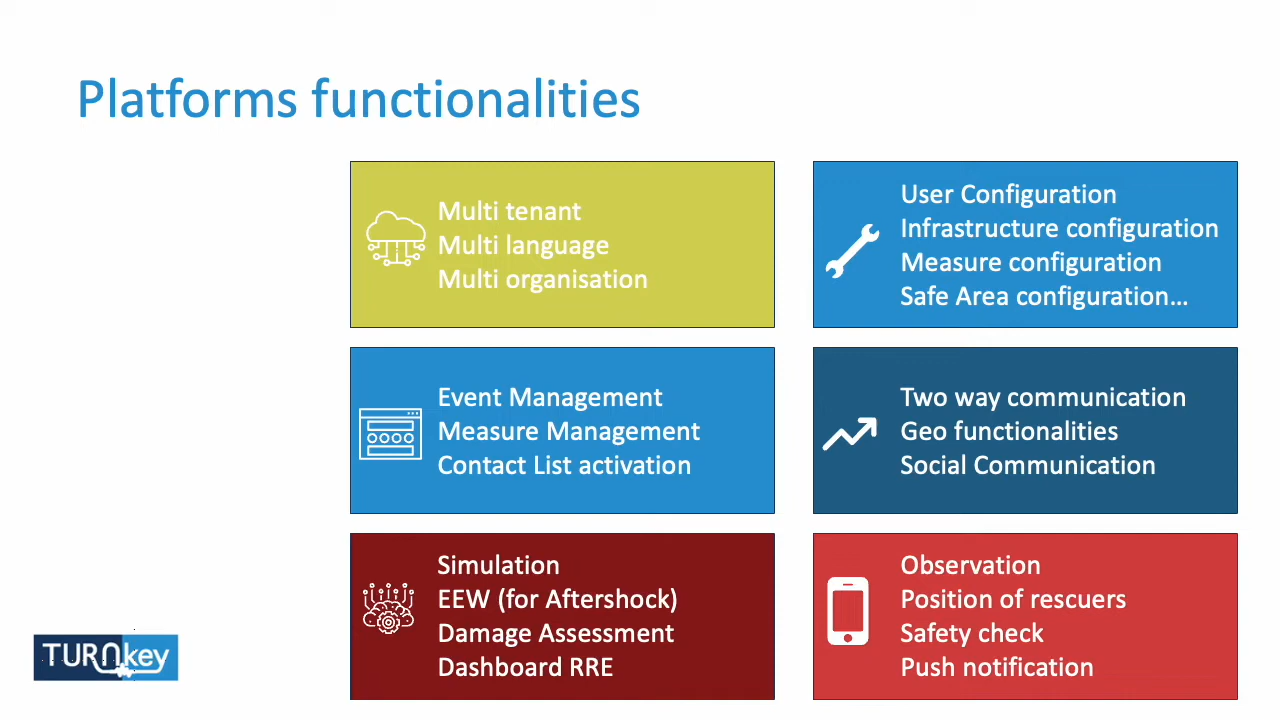 Platforms functionalities
Multi tenant
Multi language
Multi organisation
User Configuration
Infrastructure configuration
Measure configuration
Safe Area configuration...
Event Management
Measure Management
Contact List activation
Two way communication
Geo functionalities
Social Communication
Simulation
EEW (for Aftershock)
Damage Assessment
Dashboard RRE
Observation
Position of rescuers
Safety check
Push notification
TURNkey